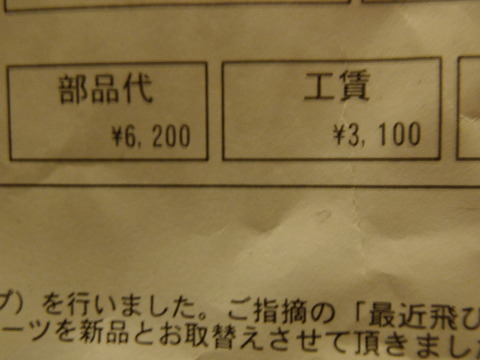 部品代 工賃
¥6,200 ¥3,100
プ）を行いました。ご指摘の「最近飛び
ーツを新品とお取替えさせて頂きまし